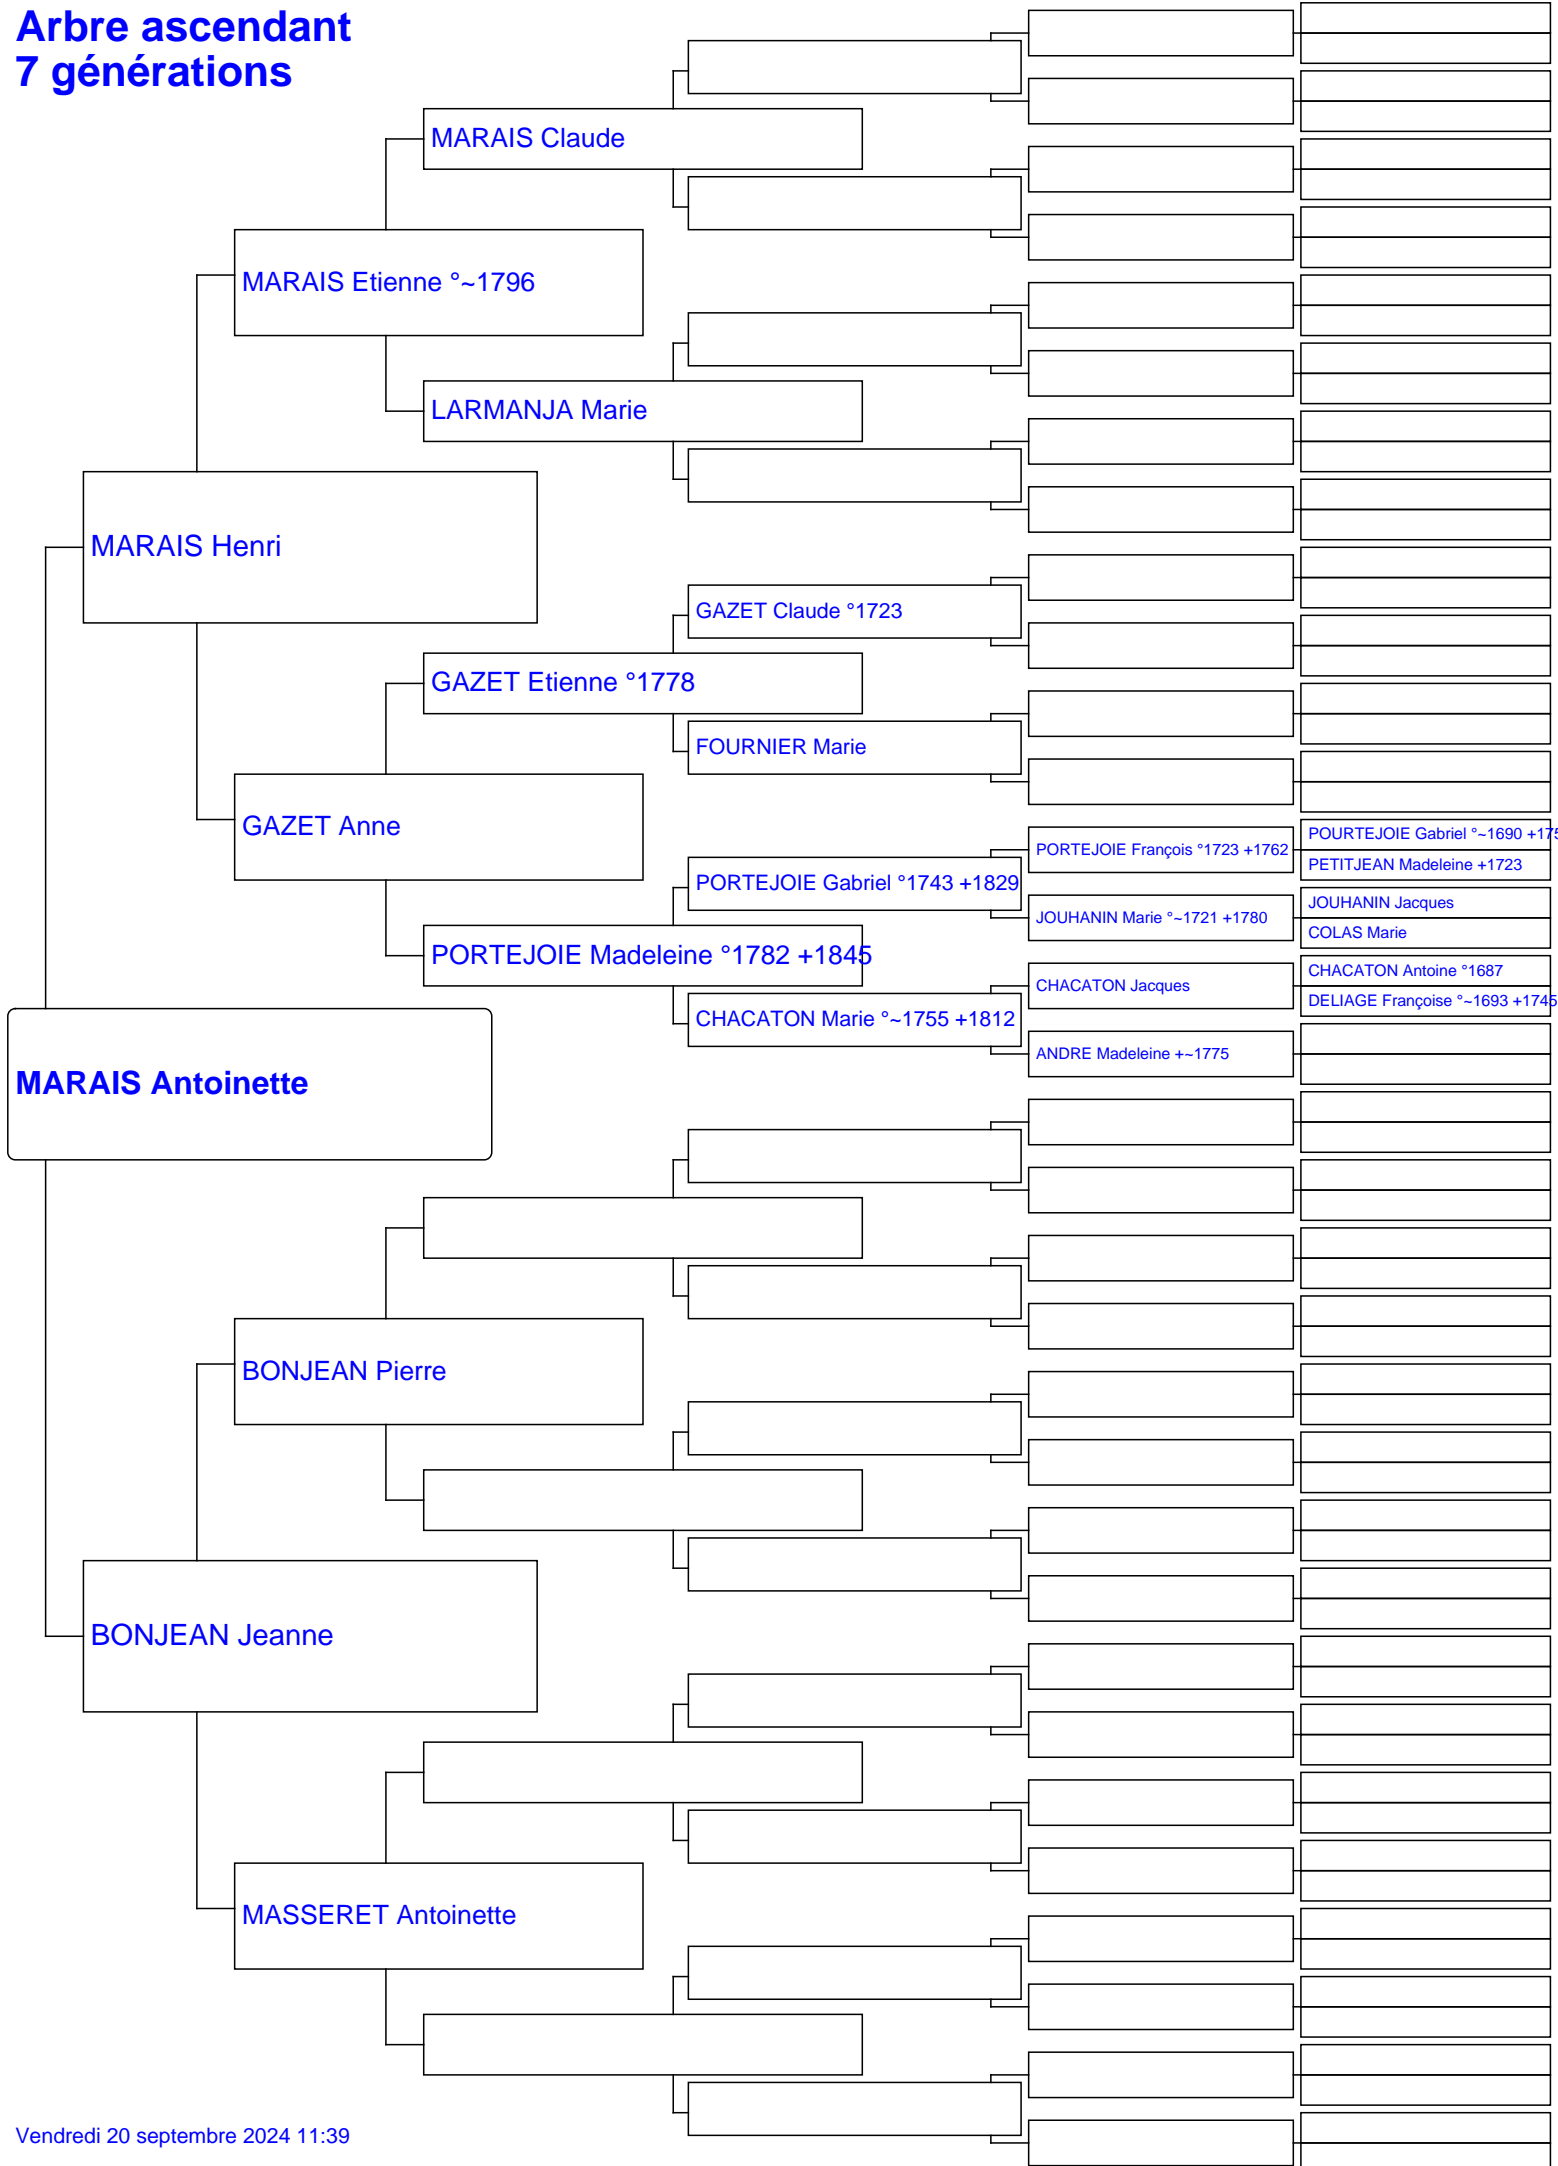 Arbre ascendant
7 générations
MARAIS Claude
MARAIS Etienne °~1796
LARMANJA Marie
MARAIS Henri
GAZET Claude °1723
GAZET Etienne °1778
FOURNIER Marie
GAZET Anne
POURTEJOIE Gabriel °~1690 +175
PORTEJOIE François °1723 +1762
PETITJEAN Madeleine +1723
PORTEJOIE Gabriel °1743 +1829
JOUHANIN Jacques
JOUHANIN Marie °~1721 +1780
COLAS Marie
PORTEJOIE Madeleine °1782 +1845
CHACATON Antoine °1687
CHACATON Jacques
DELIAGE Françoise °~1693 +1745
CHACATON Marie °~1755 +1812
ANDRE Madeleine +~1775
MARAIS Antoinette
BONJEAN Pierre
BONJEAN Jeanne
MASSERET Antoinette
Vendredi 20 septembre 2024 11:39